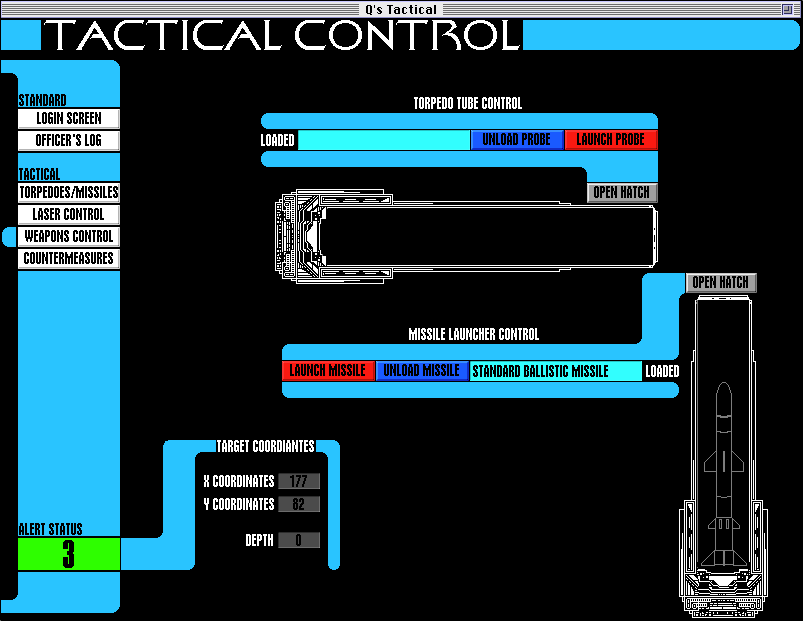 Q's Tactical
TACTICAL CONTROL
STANDARD
LOGIN SCREEN
OFFICER'S LOG
TACTICAL
TORPEDOES/MISSILES
LASER CONTROL
WEAPONS CONTROL
COUNTERMEASURES
TORPEDO TUBE CONTROL
LOADED
UNLOAD PROBE
LAUNCH PROBE
OPEN HATCH
OPEN HATCH
MISSILE LAUNCHER CONTROL
LAUNCH MISSILE
UNLOAD MISSILE
STANDARD BALLISTIC MISSILE
LOADED
TARGET COORDIANTES
X COORDINATES 177
Y COORDINATES 82
DEPTH 0
ALERT STATUS
3